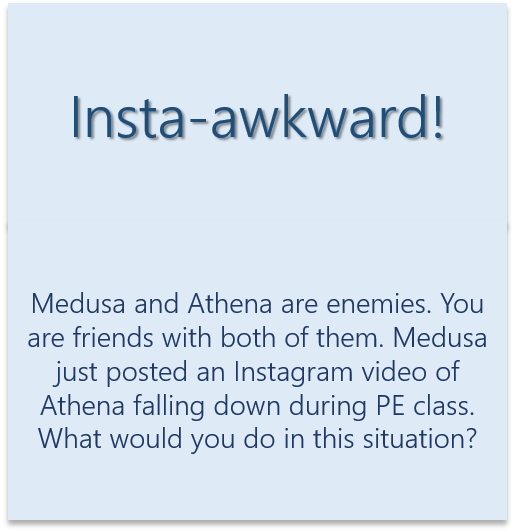 Insta-awkward!
Medusa and Athena are enemies. You
are friends with both of them. Medusa
just posted an Instagram video of
Athena falling down during PE class.
What would you do in this situation?